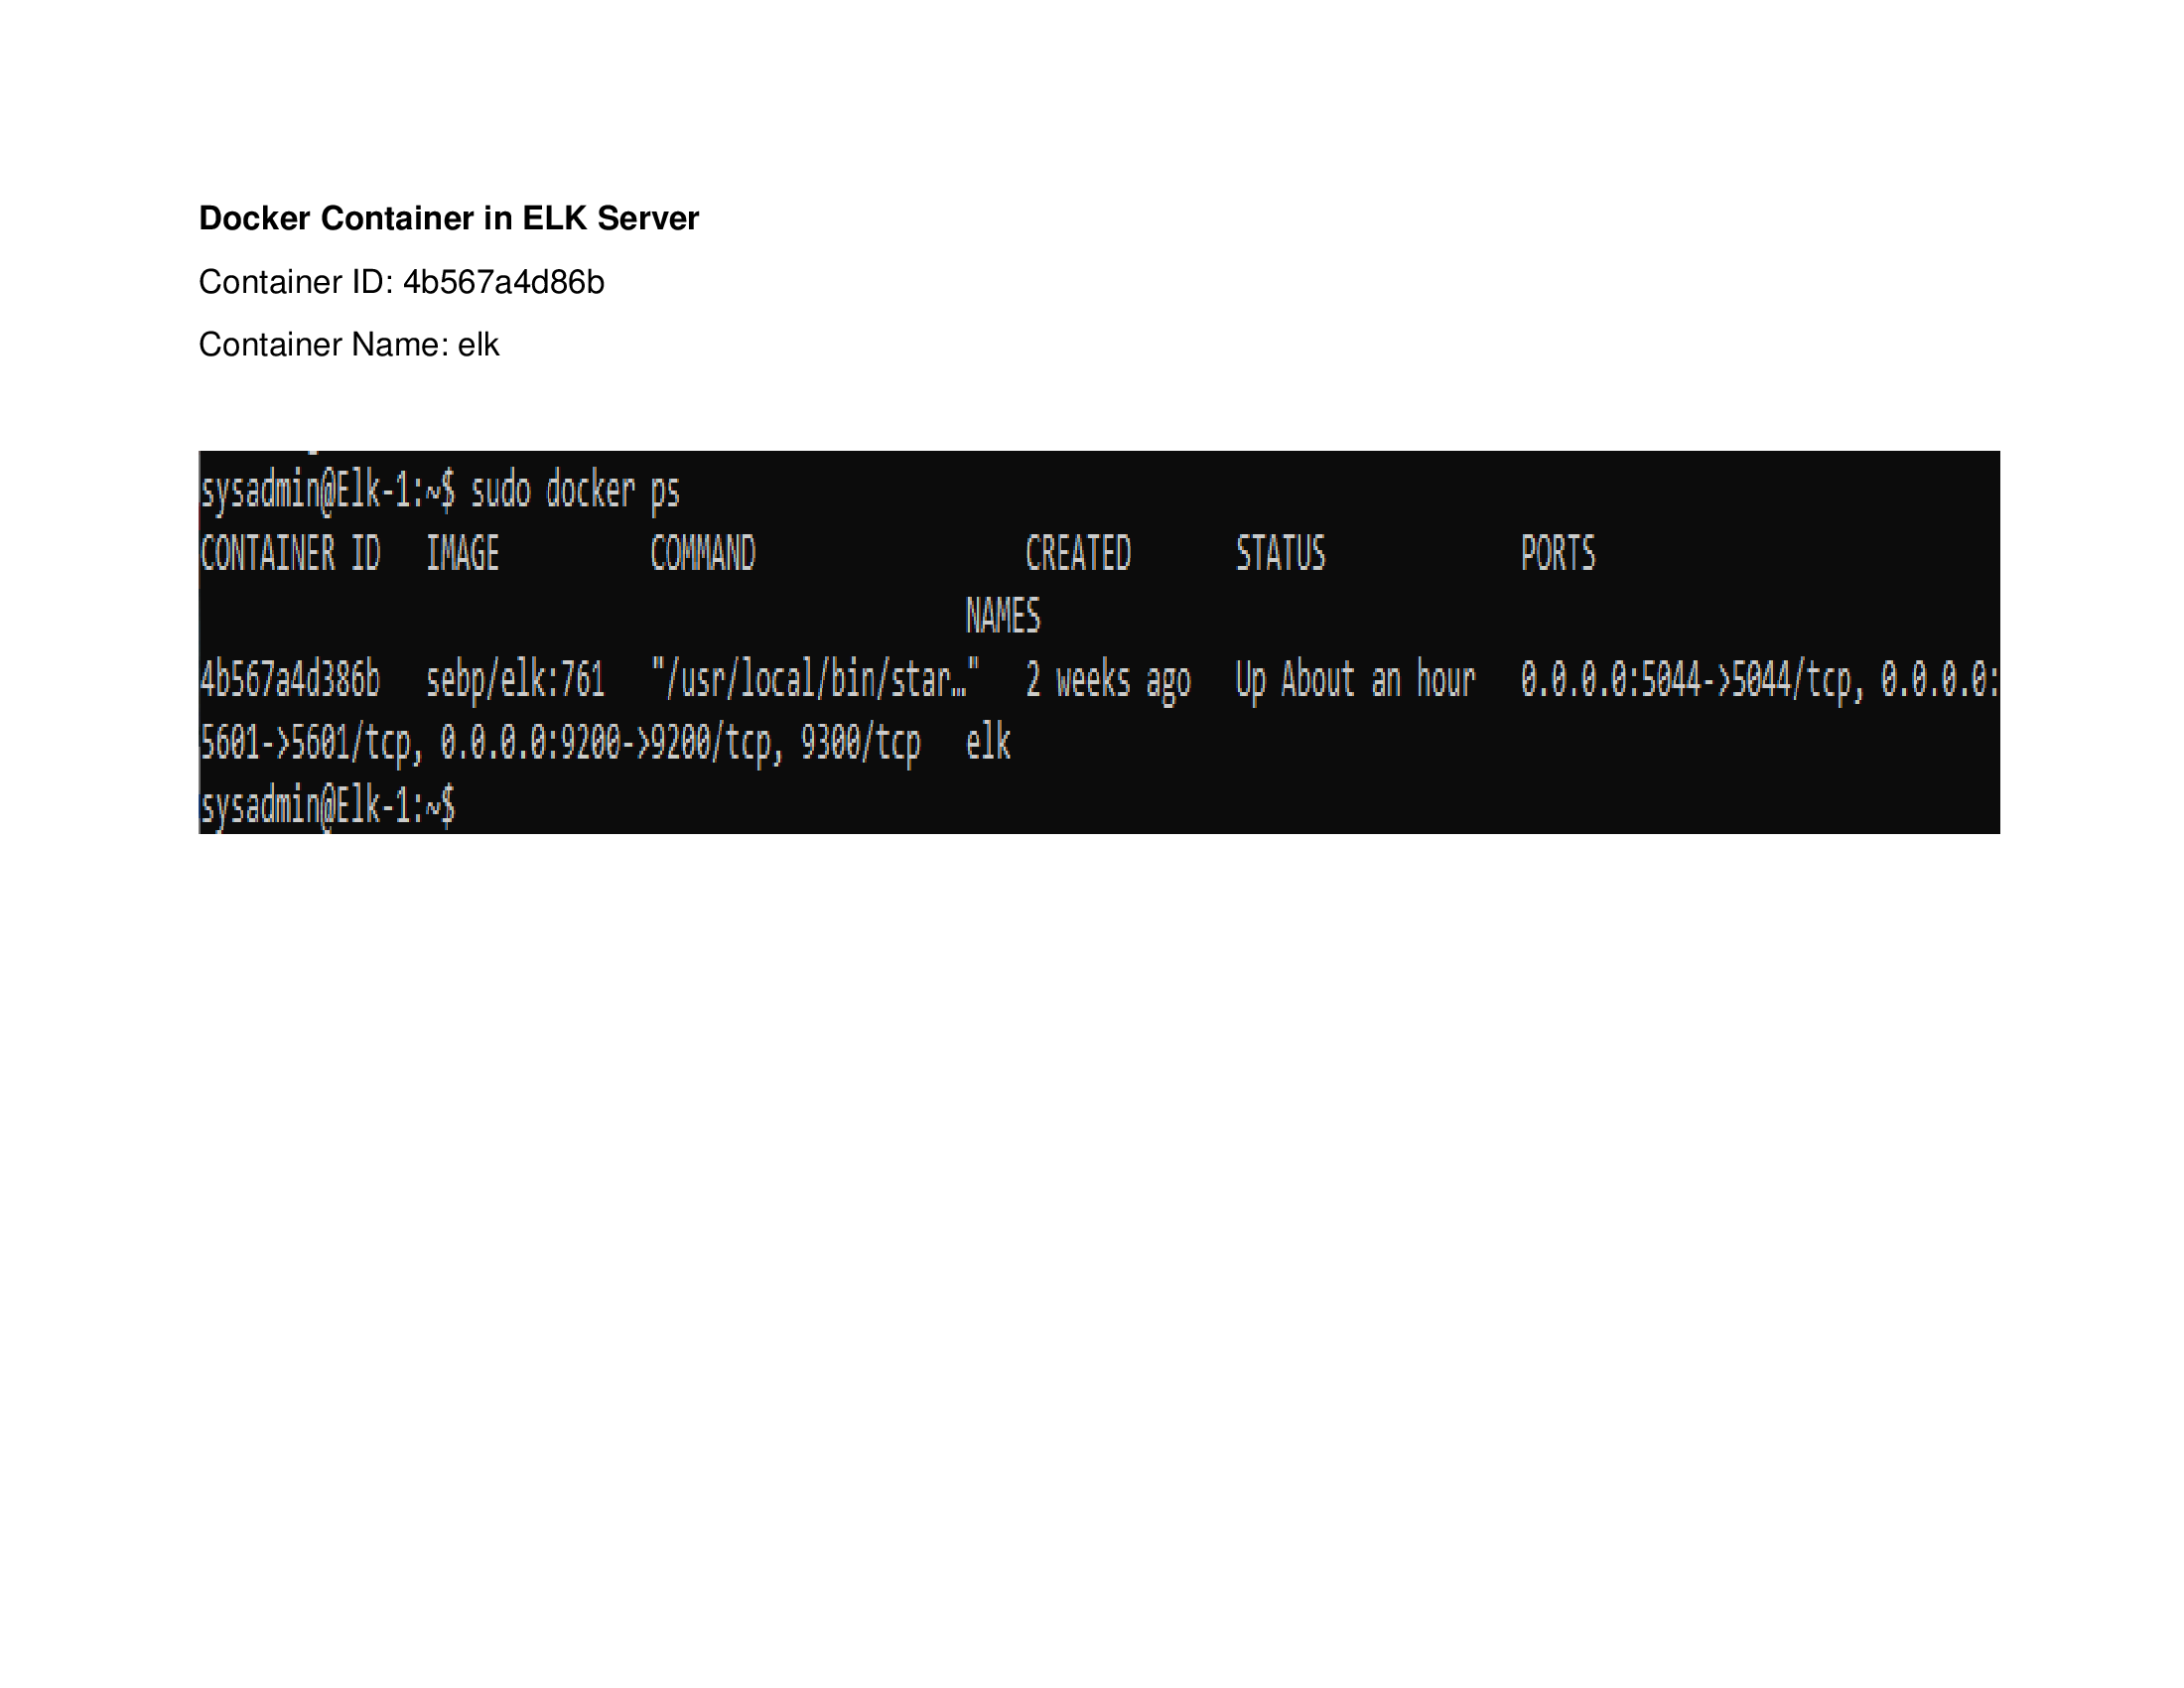 Docker Container in ELK Server
Container ID: 4b567a4d86b
Container Name: elk
sysadmin@Elk-1:~$ sudo docker ps
CONTAINER ID   IMAGE          COMMAND                  CREATED       STATUS             PORTS
                                                   NAMES
4b567a4d386b   sebp/elk:761   "/usr/local/bin/star…"   2 weeks ago   Up About an hour   0.0.0.0:5044->5044/tcp, 0.0.0.0:
5601->5601/tcp, 0.0.0.0:9200->9200/tcp, 9300/tcp   elk
sysadmin@Elk-1:~$